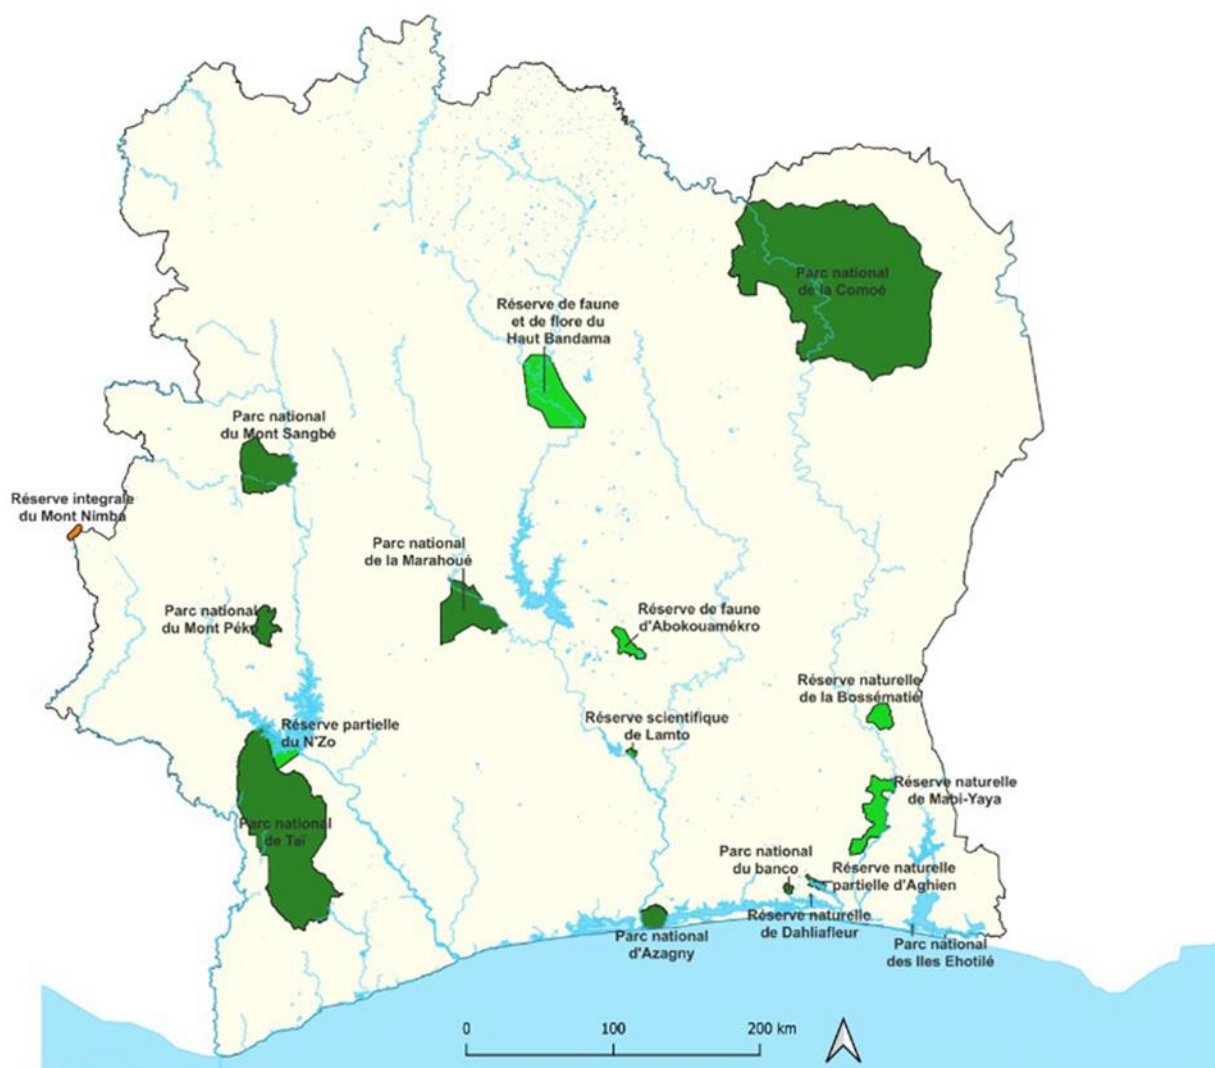 Parc national
de la Comoé
Réserve de faune
et de flore du
Haut Bandama
Parc national
du Mont Sangbé
Réserve integrale
du Mont Nimba
Parc national
de la Marahoué
Parc national
du Mont Péko
Réserve de faune
d'Abokouamékro
Réserve naturelle
de la Bossématié
Réserve scientifique
de Lamto
Réserve partielle
du N'Zo
Réserve naturelle
de Mabi-Yaya
Parc national
de Taï
Parc national
du banco
Réserve naturelle
partielle d'Aghien
Réserve naturelle
de Dahliafleur
Parc national
d'Azagny
Parc national
des Iles Ehotilé
0 100 200 km